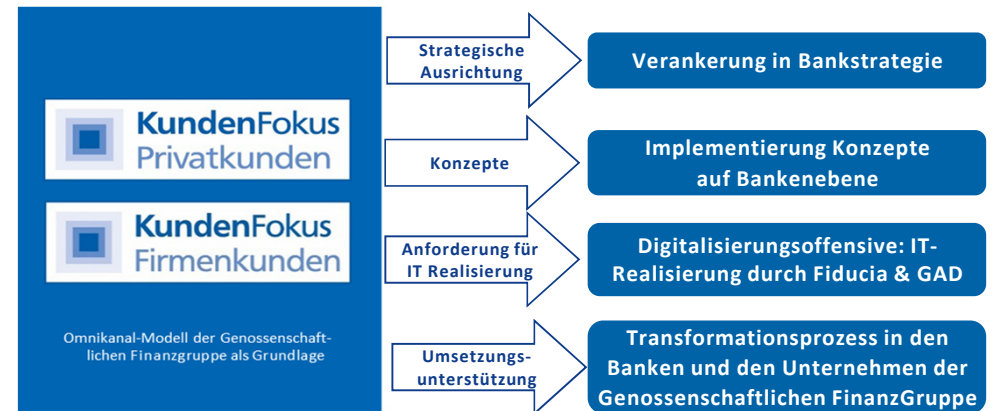 KundenFokus
Privatkunden
KundenFokus
Firmenkunden
Omnikanal-Modell der Genossenschaft-
lichen Finanzgruppe als Grundlage
Strategische
Ausrichtung
Verankerung in Bankstrategie
Konzepte
Implementierung Konzepte
auf Bankenebene
Anforderung für
IT Realisierung
Digitalisierungsoffensive: IT-
Realisierung durch Fiducia & GAD
Umsetzungs-
unterstützung
Transformationsprozess in den
Banken und den Unternehmen der
Genossenschaftlichen FinanzGruppe